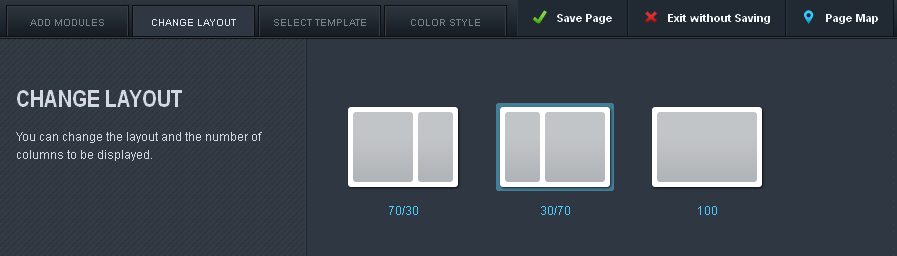 ADD MODULES
CHANGE LAYOUT
SELECT TEMPLATE
COLOR STYLE
Save Page
Exit without Saving
Page Map
CHANGE LAYOUT
You can change the layout and the number of
columns to be displayed.
70/30
30/70
100